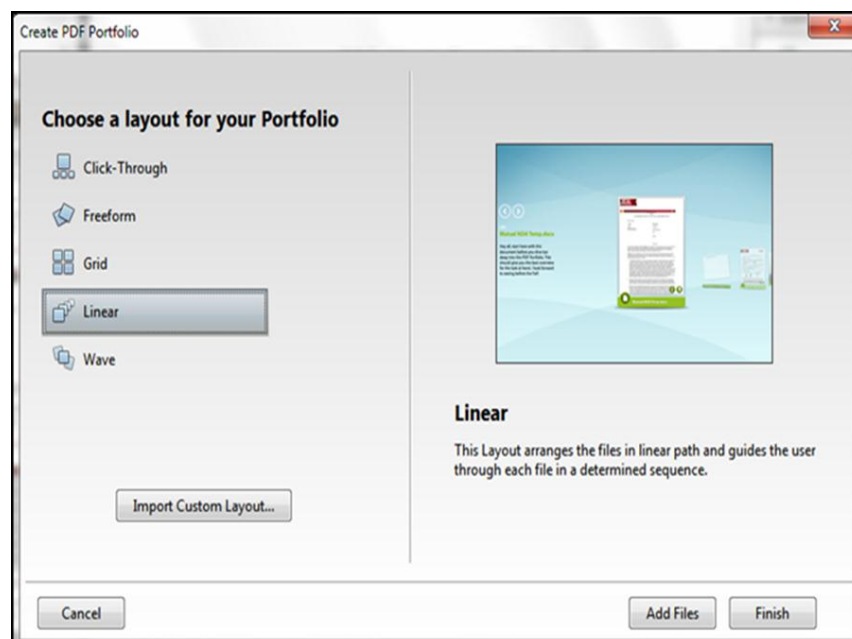 Create PDF Portfolio
Choose a layout for your Portfolio
Click-Through
Freeform
Grid
Linear
Wave
Import Custom Layout...
Linear
This Layout arranges the files in linear path and guides the user
through each file in a determined sequence.
Cancel
Add Files
Finish